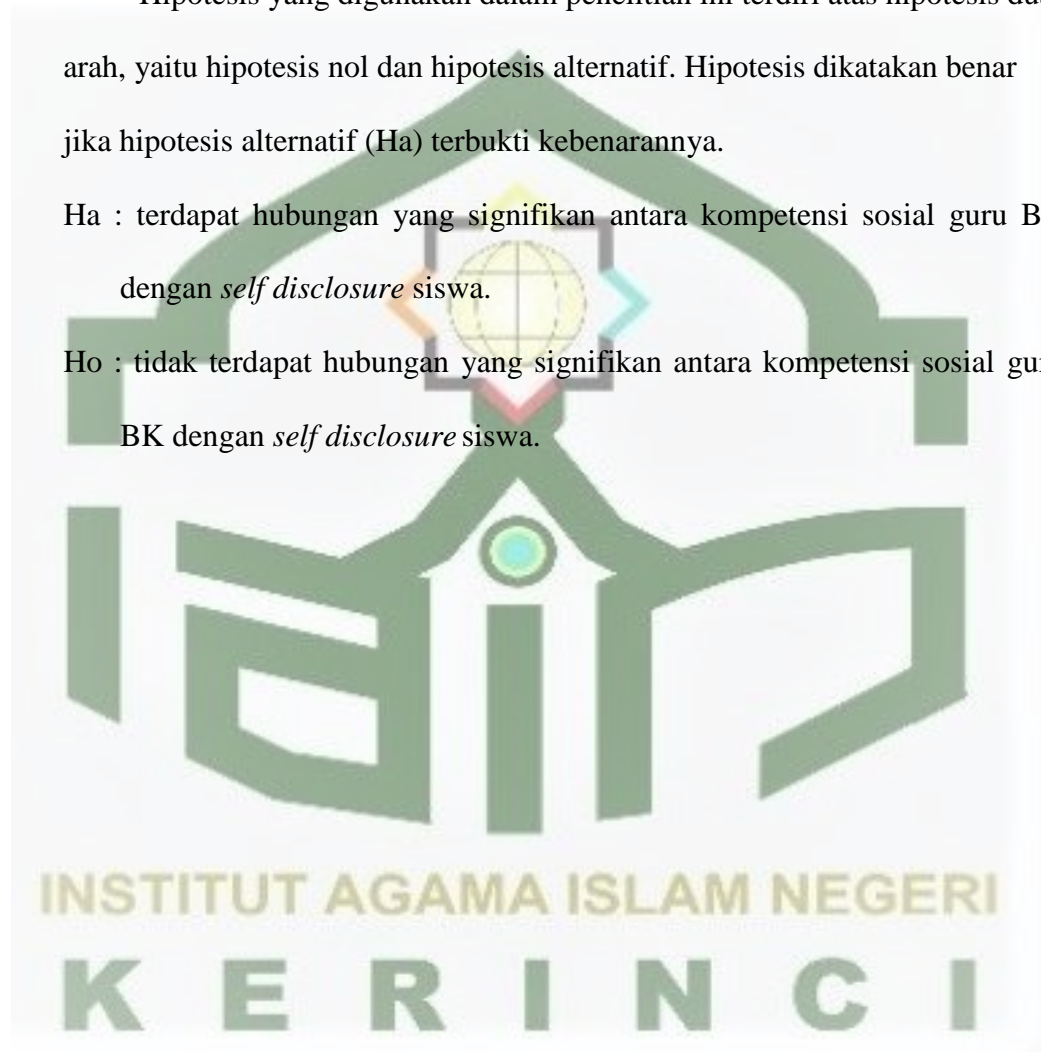 Hipotesis yang digunakan dalam penelitian ini terdiri atas hipotesis
arah, yaitu hipotesis nol dan hipotesis alternatif. Hipotesis dikatakan benar
jika hipotesis alternatif (Ha) terbukti kebenarannya.
Ha : terdapat hubungan yang signifikan antara kompetensi sosial guru B
dengan self disclosure siswa.
Ho : tidak terdapat hubungan yang signifikan antara kompetensi sosial
BK dengan self disclosure siswa.
iain
INSTITUT AGAMA ISLAM NEGERI
KERINCI